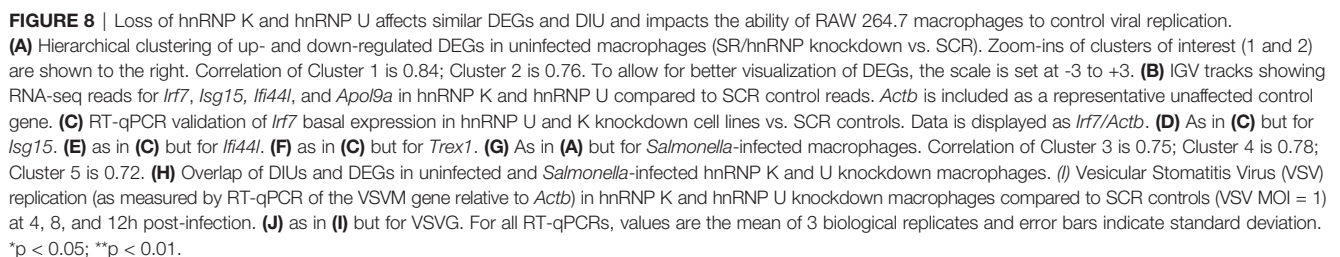 FIGURE 8 | Loss of hnRNP K and hnRNP U affects similar DEGs and DIU and impacts the ability of RAW 264.7 macrophages to control viral replication.
(A) Hierarchical clustering of up- and down-regulated DEGs in uninfected macrophages (SR/hnRNP knockdown vs. SCR). Zoom-ins of clusters of interest (1 and 2)
are shown to the right. Correlation of Cluster 1 is 0.84; Cluster 2 is 0.76. To allow for better visualization of DEGs, the scale is set at -3 to +3. (B) IGV tracks showing
RNA-seq reads for Irf7, Isg15, Ifi44l, and Apol9a in hnRNP K and hnRNP U compared to SCR control reads. Actb is included as a representative unaffected control
gene. (C) RT-qPCR validation of Irf7 basal expression in hnRNP U and K knockdown cell lines vs. SCR controls. Data is displayed as Irf7/Actb. (D) As in (C) but for
Isg15. (E) as in (C) but for Ifi44l. (F) as in (C) but for Trex1. (G) As in (A) but for Salmonella-infected macrophages. Correlation of Cluster 3 is 0.75; Cluster 4 is 0.78;
Cluster 5 is 0.72. (H) Overlap of DIUs and DEGs in uninfected and Salmonella-infected hnRNP K and U knockdown macrophages. (I) Vesicular Stomatitis Virus (VSV)
replication (as measured by RT-qPCR of the VSVM gene relative to Actb) in hnRNP K and hnRNP U knockdown macrophages compared to SCR controls (VSV MOI = 1)
at 4, 8, and 12h post-infection. (J) as in (I) but for VSVG. For all RT-qPCRs, values are the mean of 3 biological replicates and error bars indicate standard deviation.
*p < 0.05; **p < 0.01.